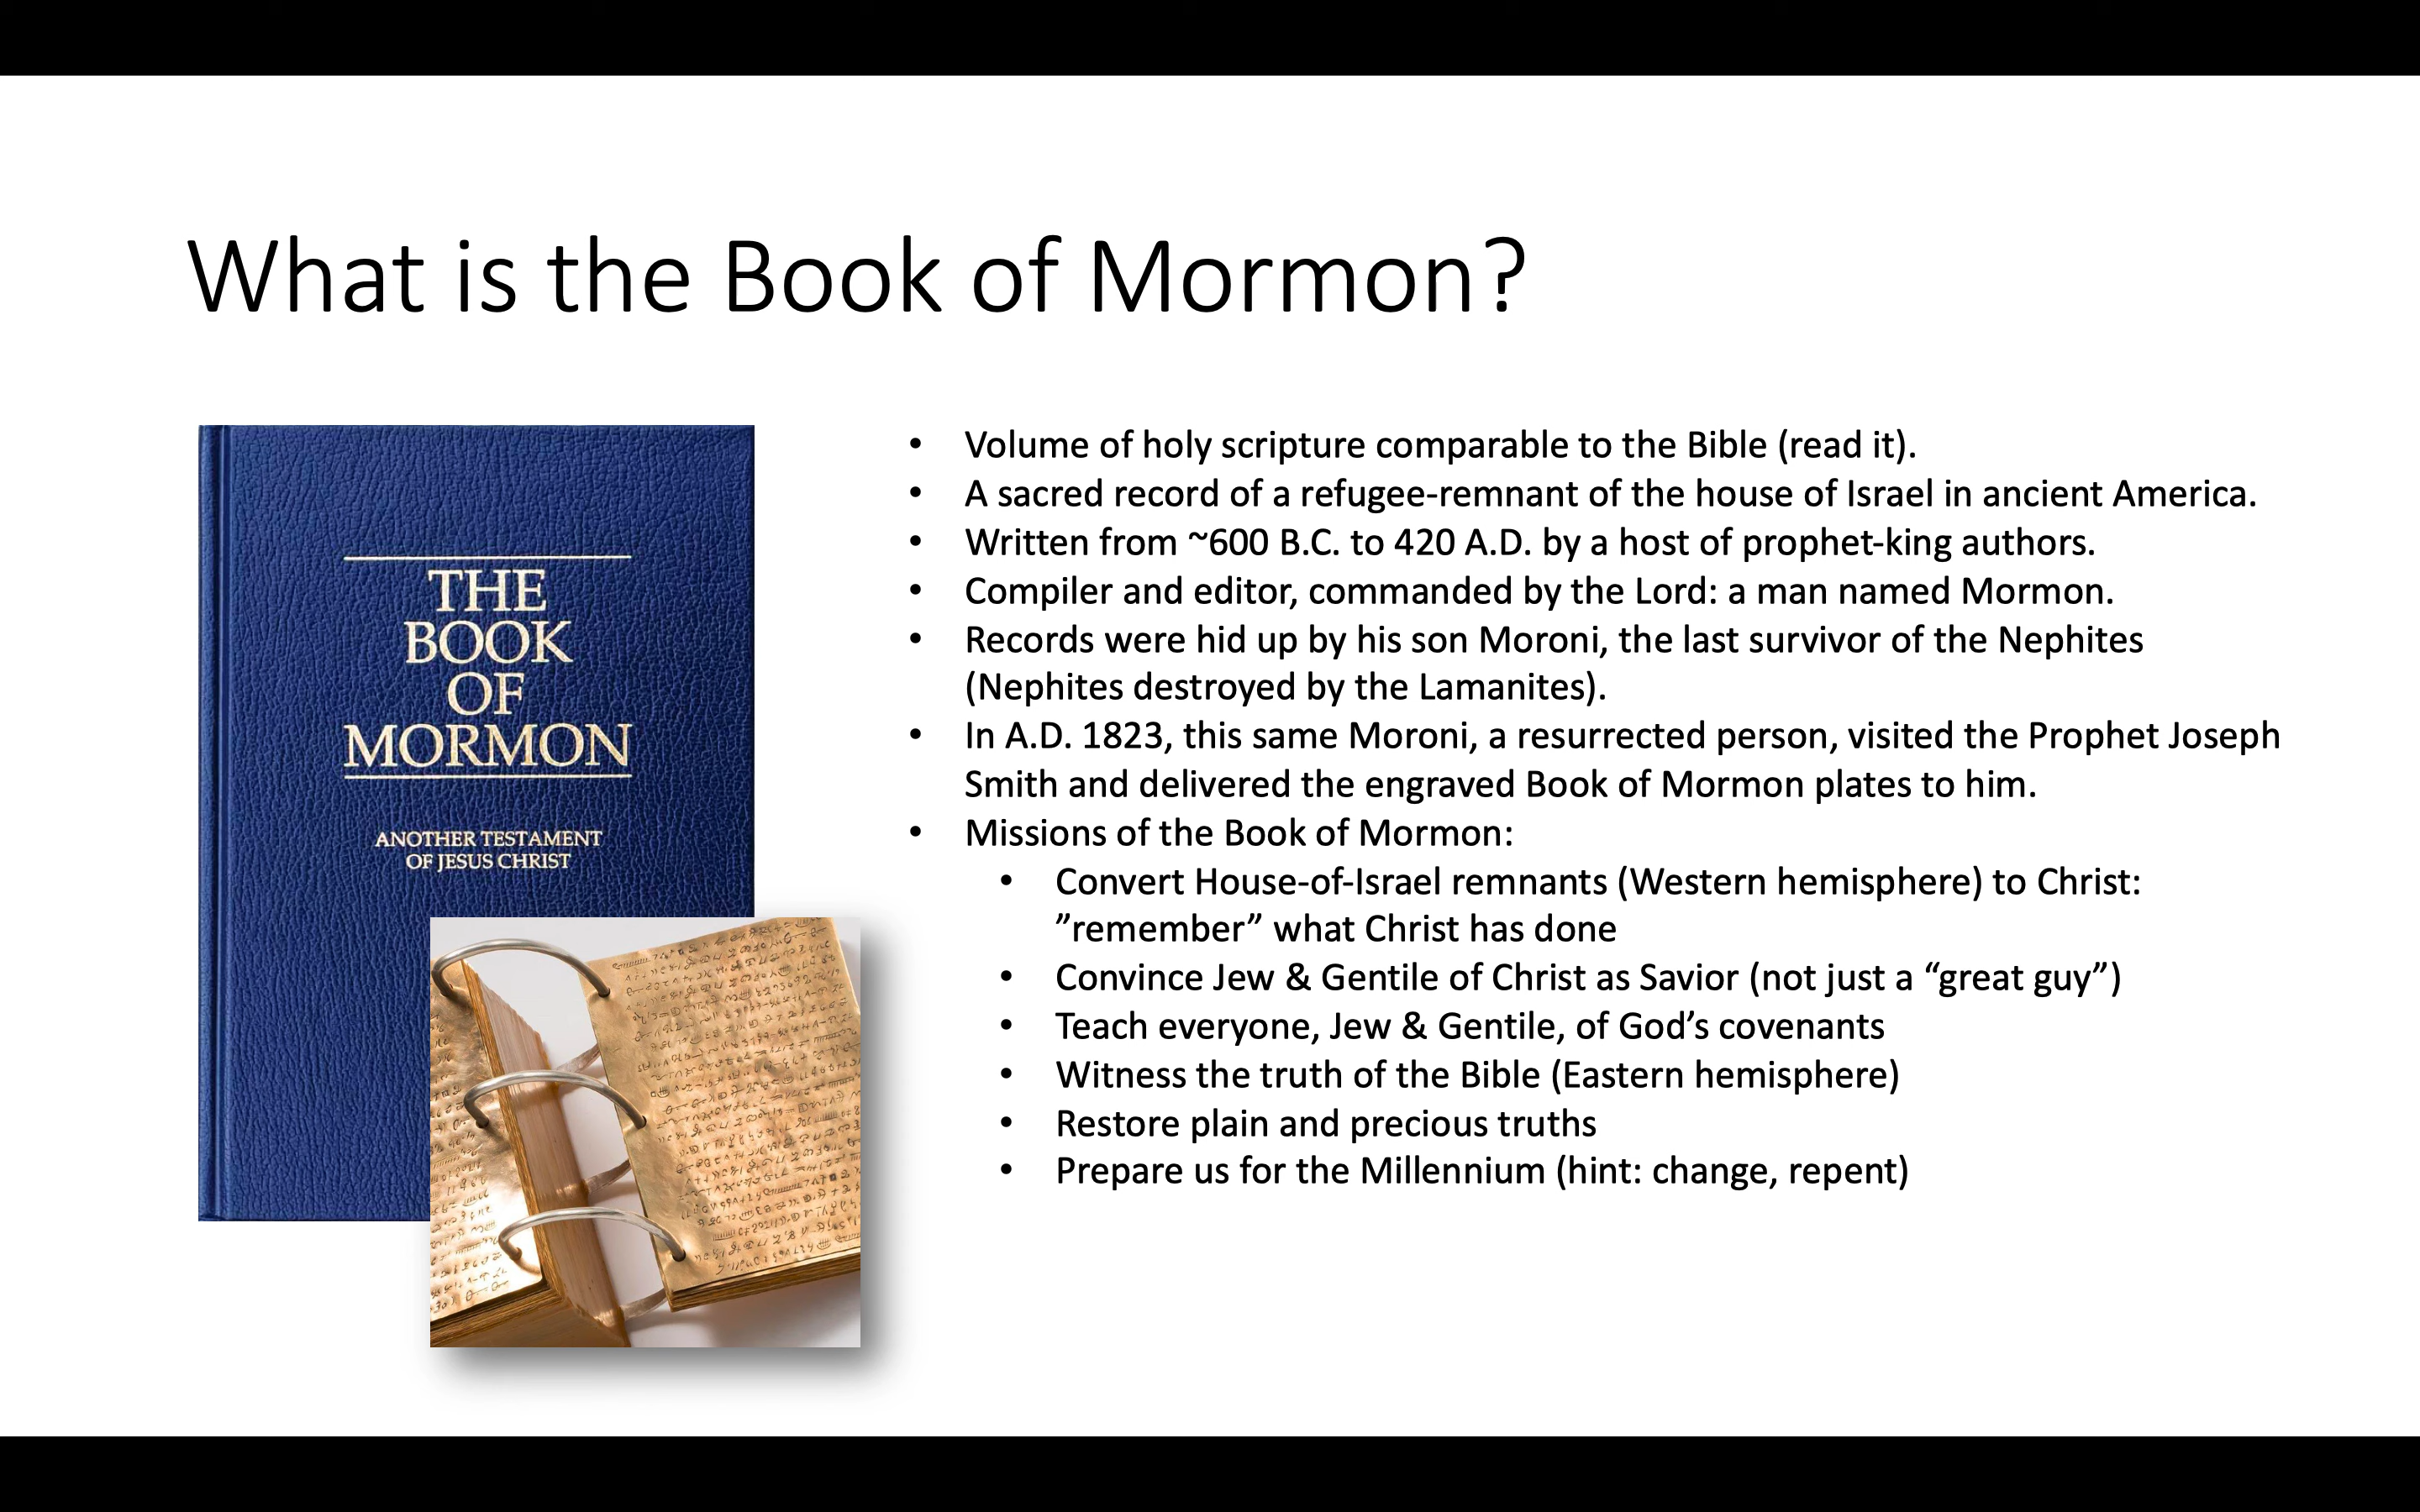 What is the Book of Mormon?
THE
BOOK
OF
MORMON
ANOTHER TESTAMENT
OF JESUS CHRIST
• Volume of holy scripture comparable to the Bible (read it).
• A sacred record of a refugee-remnant of the house of Israel in ancient America.
• Written from ~600 B.C. to 420 A.D. by a host of prophet-king authors.
• Compiler and editor, commanded by the Lord: a man named Mormon.
• Records were hid up by his son Moroni, the last survivor of the Nephites
(Nephites destroyed by the Lamanites).
• In A.D. 1823, this same Moroni, a resurrected person, visited the Prophet Joseph
Smith and delivered the engraved Book of Mormon plates to him.
• Missions of the Book of Mormon:
• Convert House-of-Israel remnants (Western hemisphere) to Christ:
”remember” what Christ has done
• Convince Jew & Gentile of Christ as Savior (not just a “great guy”)
• Teach everyone, Jew & Gentile, of God’s covenants
• Witness the truth of the Bible (Eastern hemisphere)
• Restore plain and precious truths
• Prepare us for the Millennium (hint: change, repent)